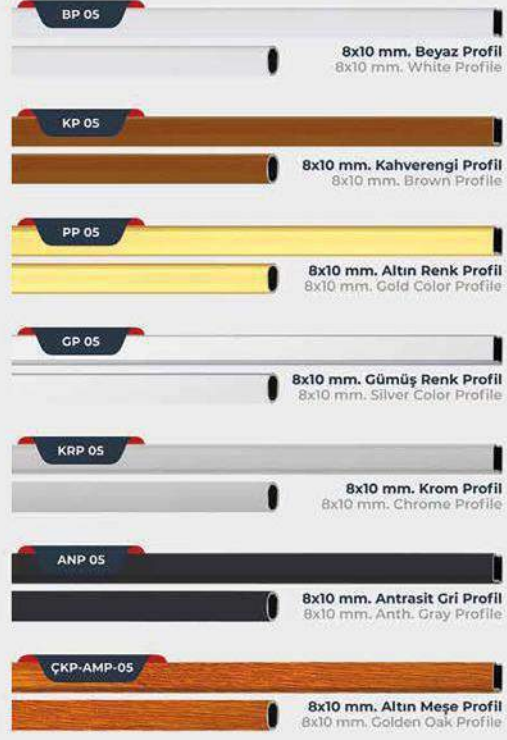 BP 05
8x10 mm. Beyaz Profil
8x10 mm. White Profile
KP 05
8x10 mm. Kahverengi Profil
8x10 mm. Brown Profile
PP 05
8x10 mm. Altın Renk Profil
8x10 mm. Gold Color Profile
GP 05
8x10 mm. Gümüş Renk Profil
8x10 mm. Silver Color Profile
KRP 05
8x10 mm. Krom Profil
8x10 mm. Chrome Profile
ANP 05
8x10 mm. Antrasit Gri Profil
8x10 mm. Anth. Gray Profile
ÇKP-AMP-05
8x10 mm. Altın Meşe Profil
8x10 mm. Golden Oak Profile